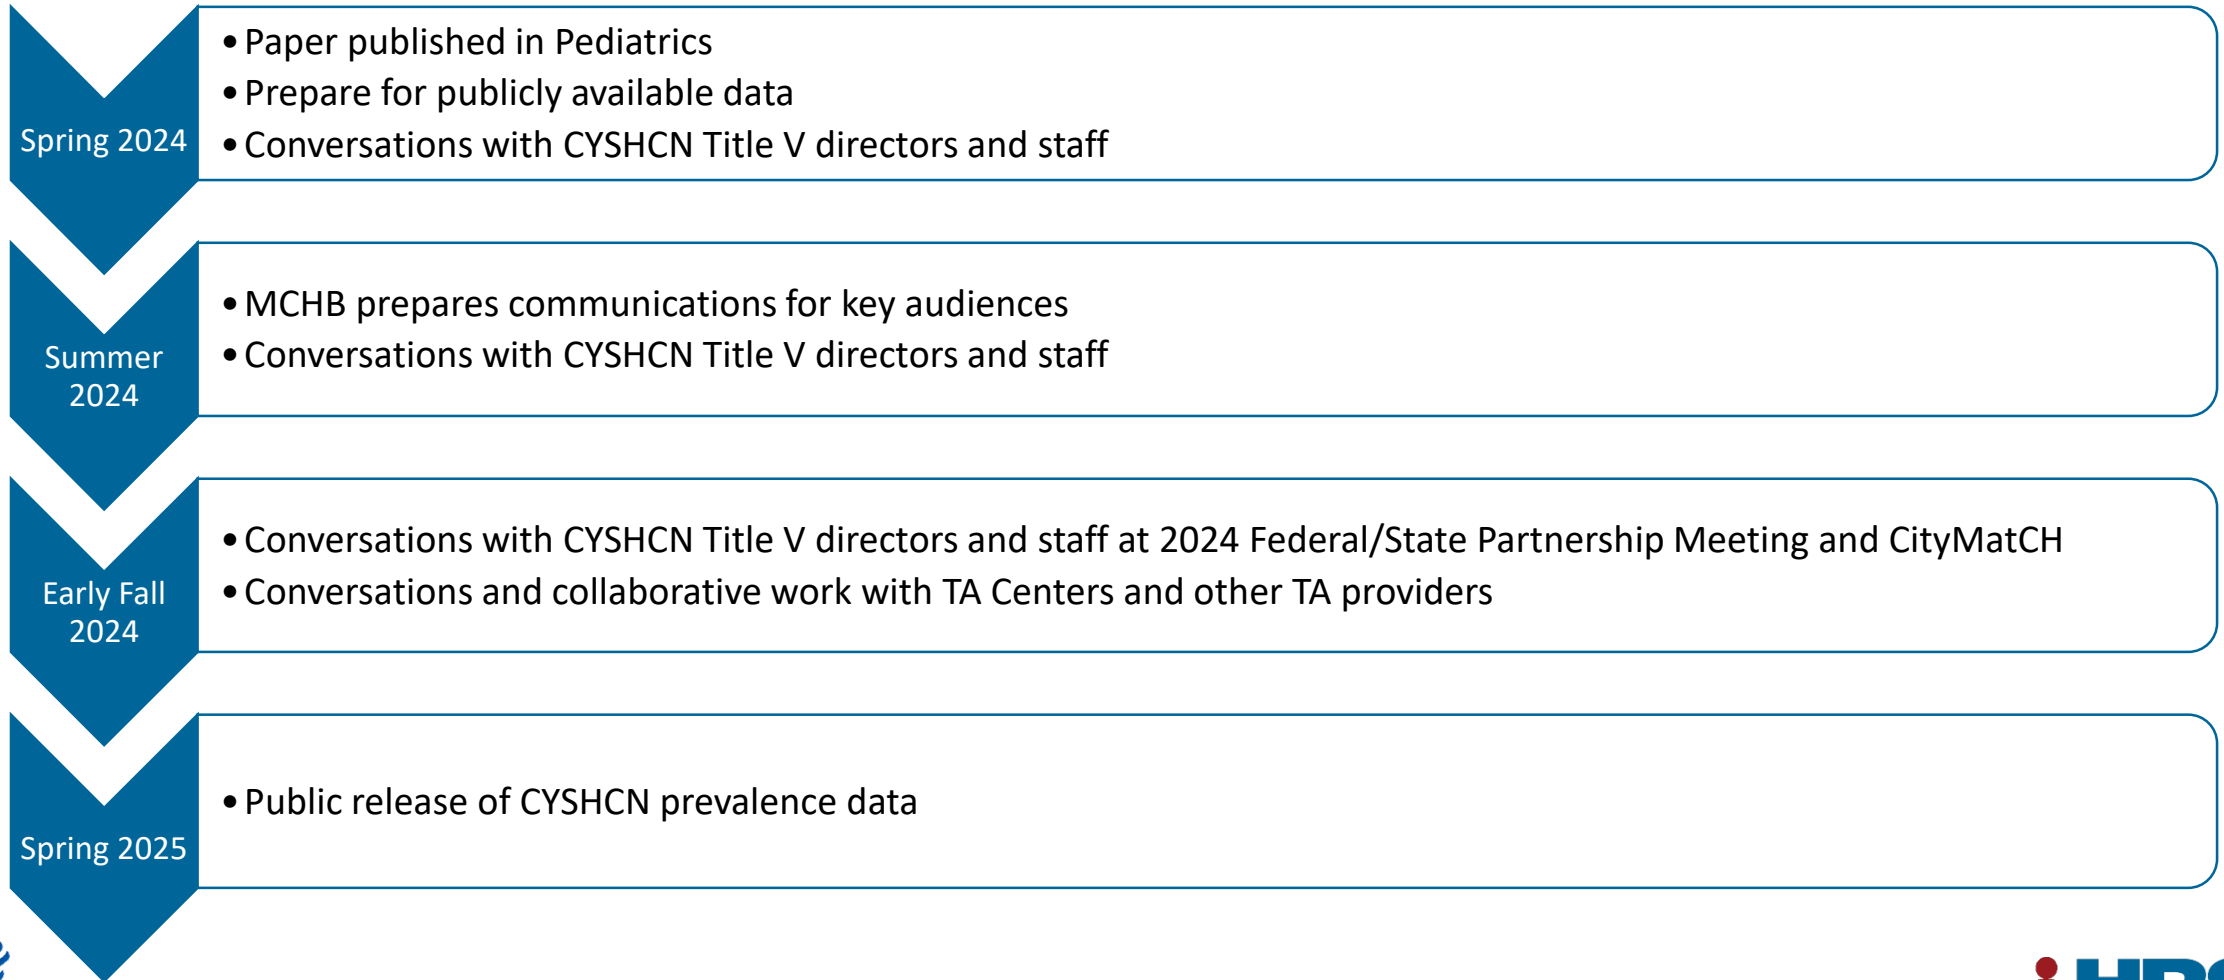 Spring 2024
• Paper published in Pediatrics
• Prepare for publicly available data
• Conversations with CYSHCN Title V directors and staff
Summer
2024
• MCHB prepares communications for key audiences
• Conversations with CYSHCN Title V directors and staff
Early Fall
2024
• Conversations with CYSHCN Title V directors and staff at 2024 Federal/State Partnership Meeting and CityMatCH
• Conversations and collaborative work with TA Centers and other TA providers
Spring 2025
• Public release of CYSHCN prevalence data